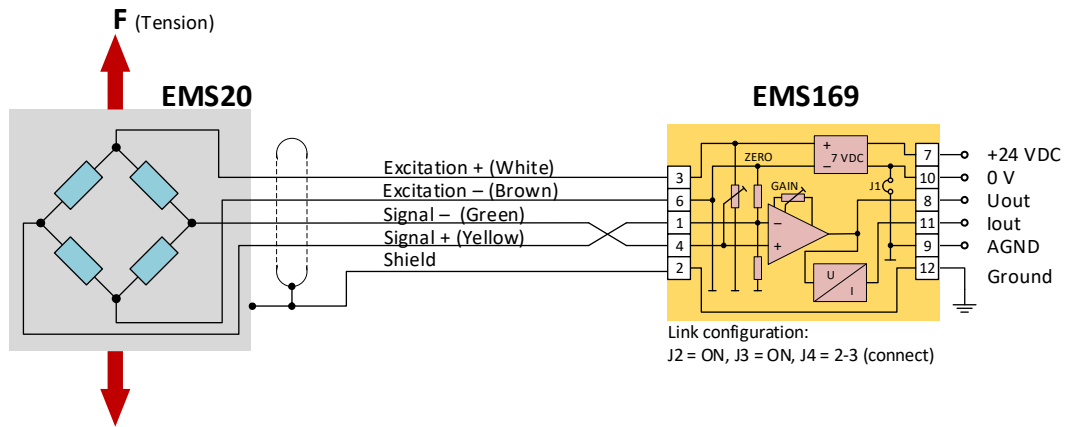 F (Tension)
EMS20
EMS169
Excitation + (White)
Excitation – (Brown)
Signal – (Green)
Signal + (Yellow)
Shield
3
6
1
4
2
ZERO
GAIN
+
7 VDC
–
J1
–
+
U
I
7
10
8
11
9
12
+24 VDC
0 V
Uout
Iout
AGND
Ground
Link configuration:
J2 = ON, J3 = ON, J4 = 2-3 (connect)